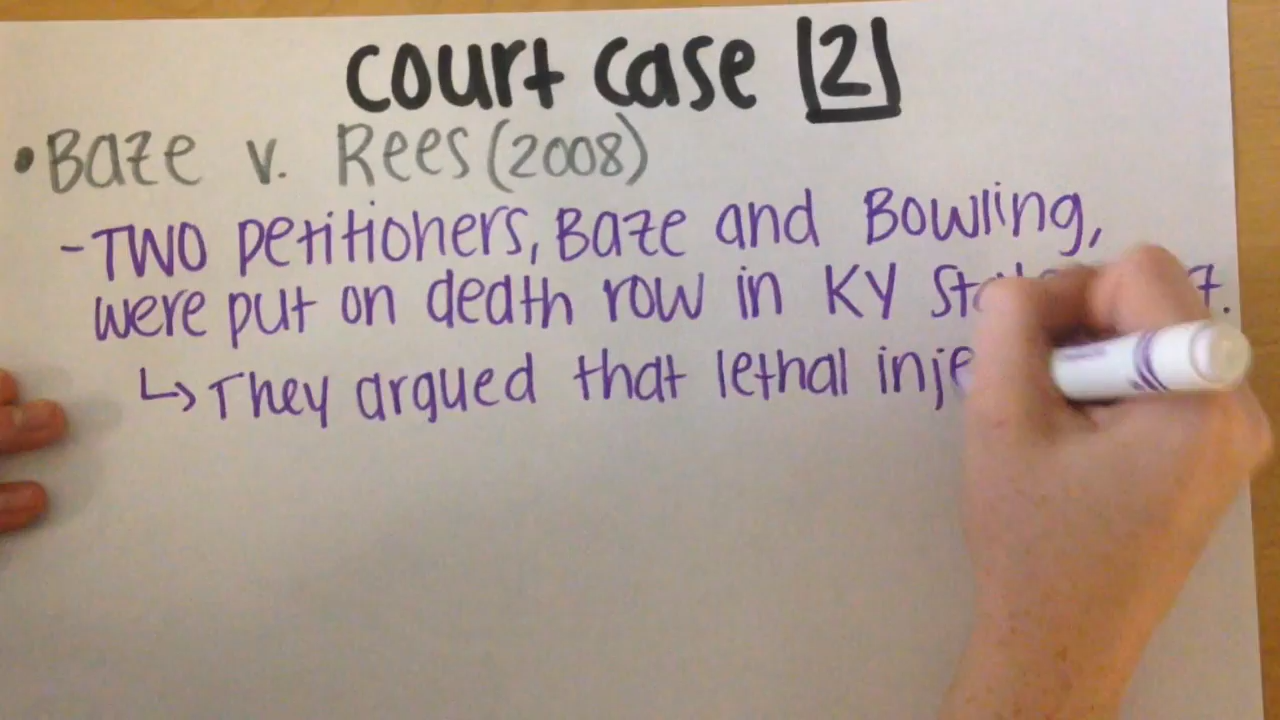 court case [2]
• Baze v. Rees (2008)
- TWO petitioners, Baze and Bowling,
were put on death row in KY
↳ They argued that lethal